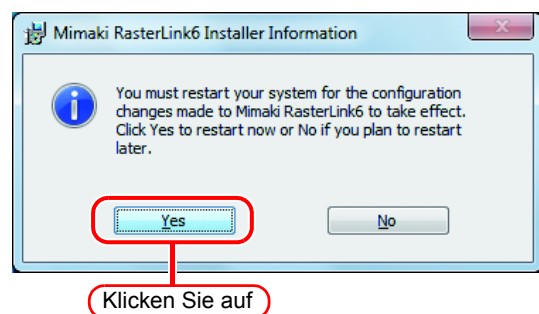 Mimaki RasterLink6 Installer Information
You must restart your system for the configuration
changes made to Mimaki RasterLink6 to take effect.
Click Yes to restart now or No if you plan to restart
later.
Yes
No
Klicken Sie auf